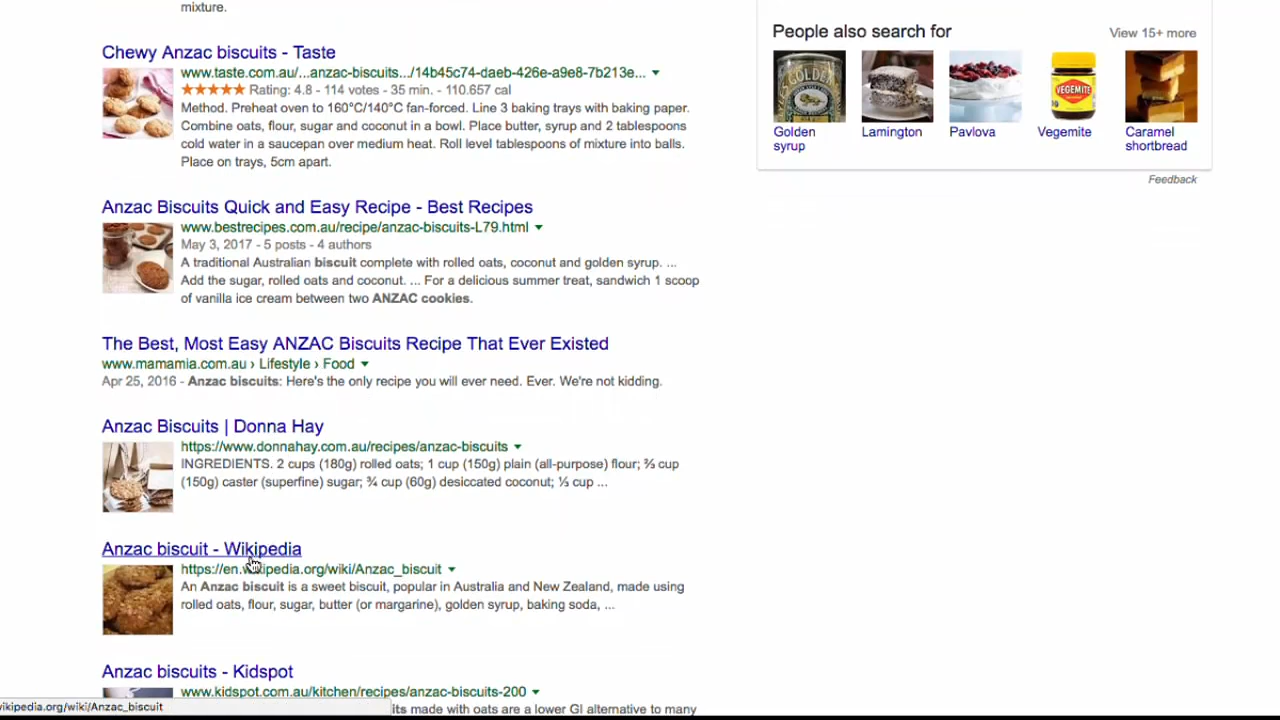 mixture.
Chewy Anzac biscuits - Taste
www.taste.com.au/...anzac-biscuits.../14b45c74-daeb-426e-a9e8-7b213e...
Rating: 4.8 - 114 votes - 35 min. - 110.657 cal
Method. Preheat oven to 160°C/140°C fan-forced. Line 3 baking trays with baking paper.
Combine oats, flour, sugar and coconut in a bowl. Place butter, syrup and 2 tablespoons
cold water in a saucepan over medium heat. Roll level tablespoons of mixture into balls.
Place on trays, 5cm apart.
Anzac Biscuits Quick and Easy Recipe - Best Recipes
www.bestrecipes.com.au/recipe/anzac-biscuits-L79.html
May 3, 2017 - 5 posts - 4 authors
A traditional Australian biscuit complete with rolled oats, coconut and golden syrup. ...
Add the sugar, rolled oats and coconut. ... For a delicious summer treat, sandwich 1 scoop
of vanilla ice cream between two ANZAC cookies.
The Best, Most Easy ANZAC Biscuits Recipe That Ever Existed
www.mamamia.com.au › Lifestyle › Food
Apr 25, 2016 - Anzac biscuits: Here's the only recipe you will ever need. Ever. We're not kidding.
Anzac Biscuits | Donna Hay
https://www.donnahay.com.au/recipes/anzac-biscuits
INGREDIENTS. 2 cups (180g) rolled oats; 1 cup (150g) plain (all-purpose) flour; ⅔ cup
(150g) caster (superfine) sugar; ¾ cup (60g) desiccated coconut; ⅓ cup ...
Anzac biscuit - Wikipedia
https://en.wikipedia.org/wiki/Anzac_biscuit
An Anzac biscuit is a sweet biscuit, popular in Australia and New Zealand, made using
rolled oats, flour, sugar, butter (or margarine), golden syrup, baking soda, ...
Anzac biscuits - Kidspot
www.kidspot.com.au/kitchen/recipes/anzac-biscuits-200
its made with oats are a lower GI alternative to many
wikipedia.org/wiki/Anzac_biscuit
People also search for
View 15+ more
GOLDEN
VEGEMITE
Golden syrup
Lamington
Pavlova
Vegemite
Caramel shortbread
Feedback